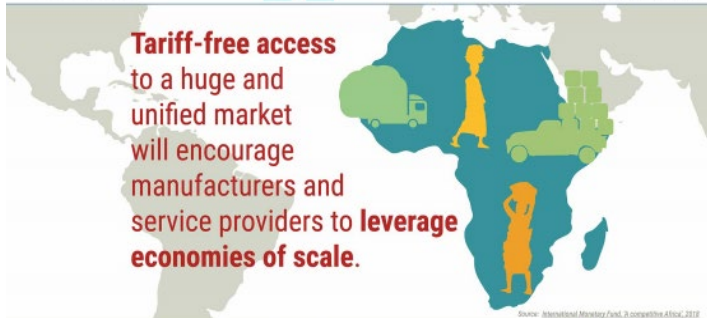 Tariff-free access
to a huge and
unified market
will encourage
manufacturers and
service providers to leverage
economies of scale.
Source: International Monetary Fund, 'A competitive Africa', 2018